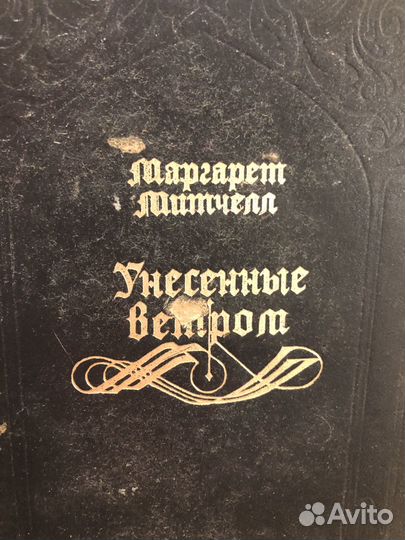 Маргарет
Митчелл
Унесенные
Ветром
Avito